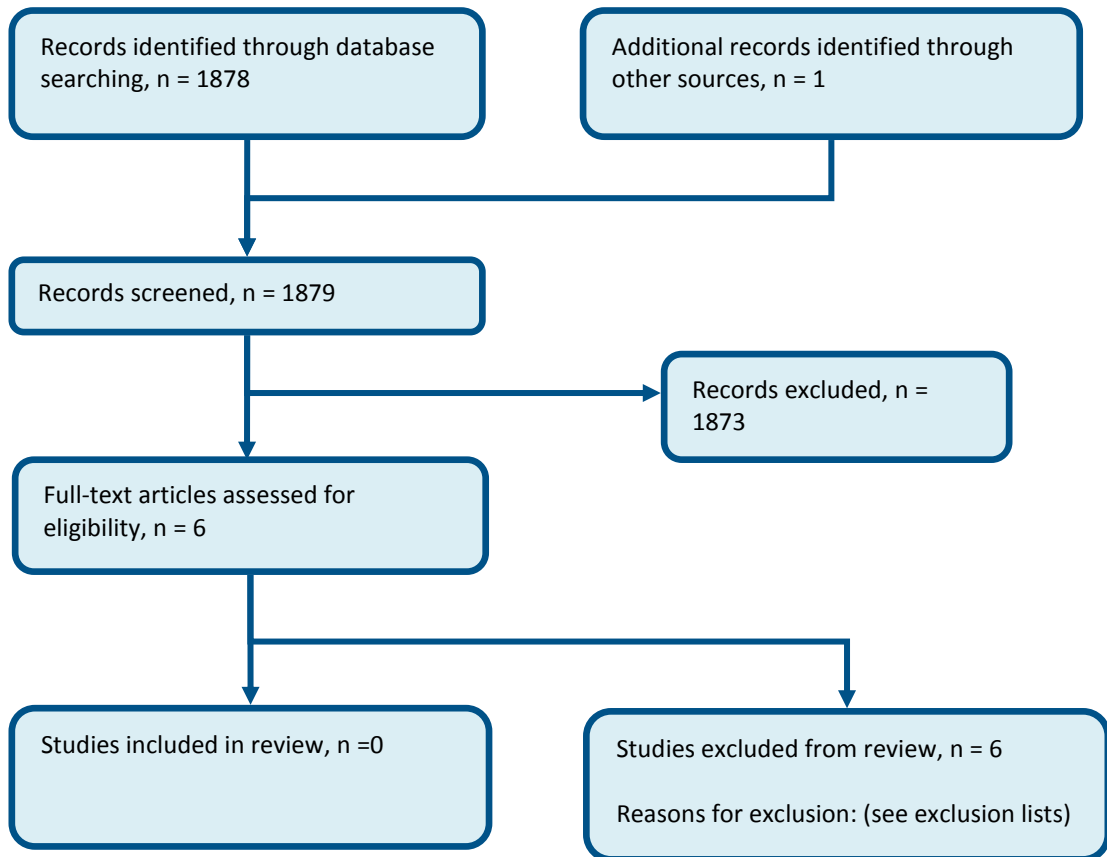 Records identified through database
searching, n = 1878
Additional records identified through
other sources, n = 1
Records screened, n = 1879
Records excluded, n =
1873
Full-text articles assessed for
eligibility, n = 6
Studies included in review, n =0
Studies excluded from review, n = 6
Reasons for exclusion: (see exclusion lists)